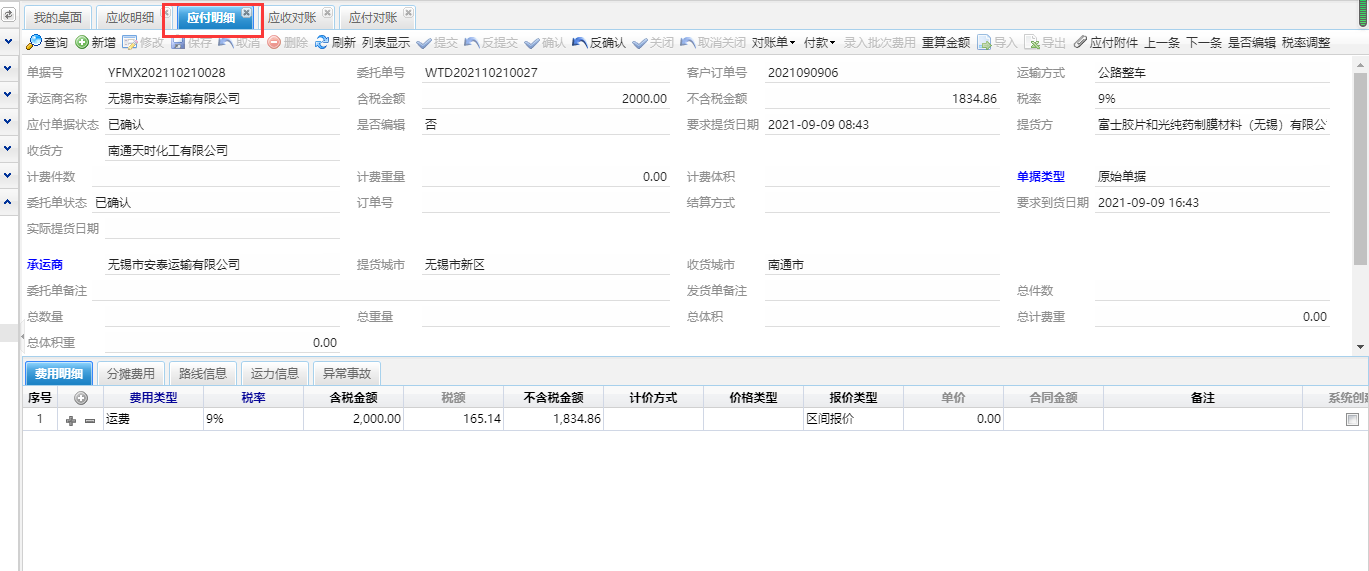 我的桌面 应收明细 应付明细 应收对账 应付对账
查询 新增 修改 保存 取消 删除 刷新 列表显示 提交 反提交 确认 反确认 关闭 取消关闭 对账单 付款 录入批次费用 重算金额 导入 导出 应付附件 上一条 下一条 是否编辑 税率调整
单据号 YFMX202110210028 委托单号 WTD202110210027 客户订单号 2021090906 运输方式 公路整车
承运商名称 无锡市安泰运输有限公司 含税金额 2000.00 不含税金额 1834.86 税率 9%
应付单据状态 已确认 是否编辑 否 要求提货日期 2021-09-09 08:43 提货方 富士胶片和光纯药制膜材料（无锡）有限公
收货方 南通天时化工有限公司
计费件数 计费重量 0.00 计费体积 单据类型 原始单据
委托单状态 已确认 订单号 结算方式 要求到货日期 2021-09-09 16:43
实际提货日期
承运商 无锡市安泰运输有限公司 提货城市 无锡市新区 收货城市 南通市
委托单备注 发货单备注 总件数
总数量 总重量 总体积 总计费重 0.00
总体积重 0.00
费用明细 分摊费用 路线信息 运力信息 异常事故
序号 费用类型 税率 含税金额 税额 不含税金额 计价方式 价格类型 报价类型 单价 合同金额 备注 系统创
1 运费 9% 2,000.00 165.14 1,834.86 区间报价 0.00